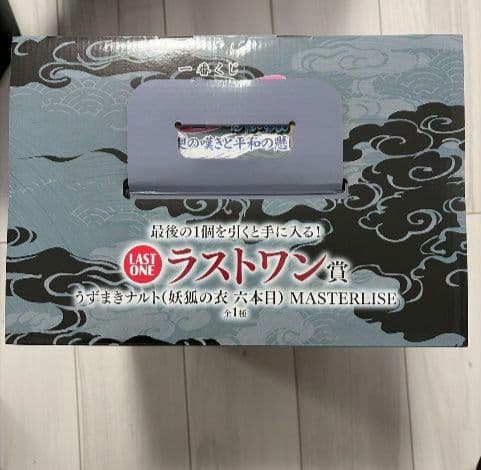 一番くじ
の嘆きと平和の懸
最後の1個を引くと手に入る!
LAST
ONE
ラストワン賞
うずまきナルト(妖狐の衣 六本目) MASTERLISE
全1種